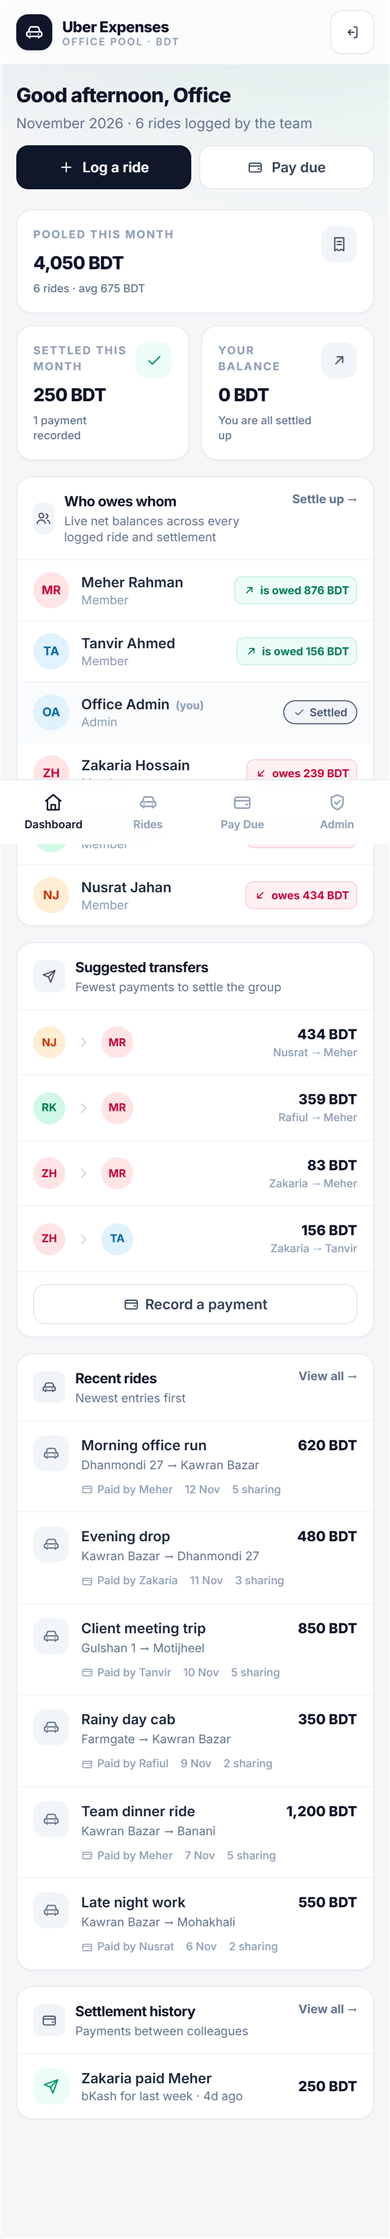 Uber Expenses
OFFICE POOL · BDT
Good afternoon, Office
November 2026 · 6 rides logged by the team
+ Log a ride
Pay due
POOLED THIS MONTH
4,050 BDT
6 rides · avg 675 BDT
SETTLED THIS
MONTH
250 BDT
1 payment
recorded
YOUR
BALANCE
0 BDT
You are all settled
up
Who owes whom
Settle up →
Live net balances across every
logged ride and settlement
MR
Meher Rahman
Member
is owed 876 BDT
TA
Tanvir Ahmed
Member
is owed 156 BDT
OA
Office Admin (you)
Admin
Settled
ZH
Zakaria Hossain
owes 239 BDT
Dashboard
Rides
Pay Due
Admin
Member
NJ
Nusrat Jahan
Member
owes 434 BDT
Suggested transfers
Fewest payments to settle the group
NJ > MR
434 BDT
Nusrat → Meher
RK > MR
359 BDT
Rafiul → Meher
ZH > MR
83 BDT
Zakaria → Meher
ZH > TA
156 BDT
Zakaria → Tanvir
Record a payment
Recent rides
View all →
Newest entries first
Morning office run
620 BDT
Dhanmondi 27 → Kawran Bazar
Paid by Meher 12 Nov 5 sharing
Evening drop
480 BDT
Kawran Bazar → Dhanmondi 27
Paid by Zakaria 11 Nov 3 sharing
Client meeting trip
850 BDT
Gulshan 1 → Motijheel
Paid by Tanvir 10 Nov 5 sharing
Rainy day cab
350 BDT
Farmgate → Kawran Bazar
Paid by Rafiul 9 Nov 2 sharing
Team dinner ride
1,200 BDT
Kawran Bazar → Banani
Paid by Meher 7 Nov 5 sharing
Late night work
550 BDT
Kawran Bazar → Mohakhali
Paid by Nusrat 6 Nov 2 sharing
Settlement history
View all →
Payments between colleagues
Zakaria paid Meher
250 BDT
bKash for last week · 4d ago